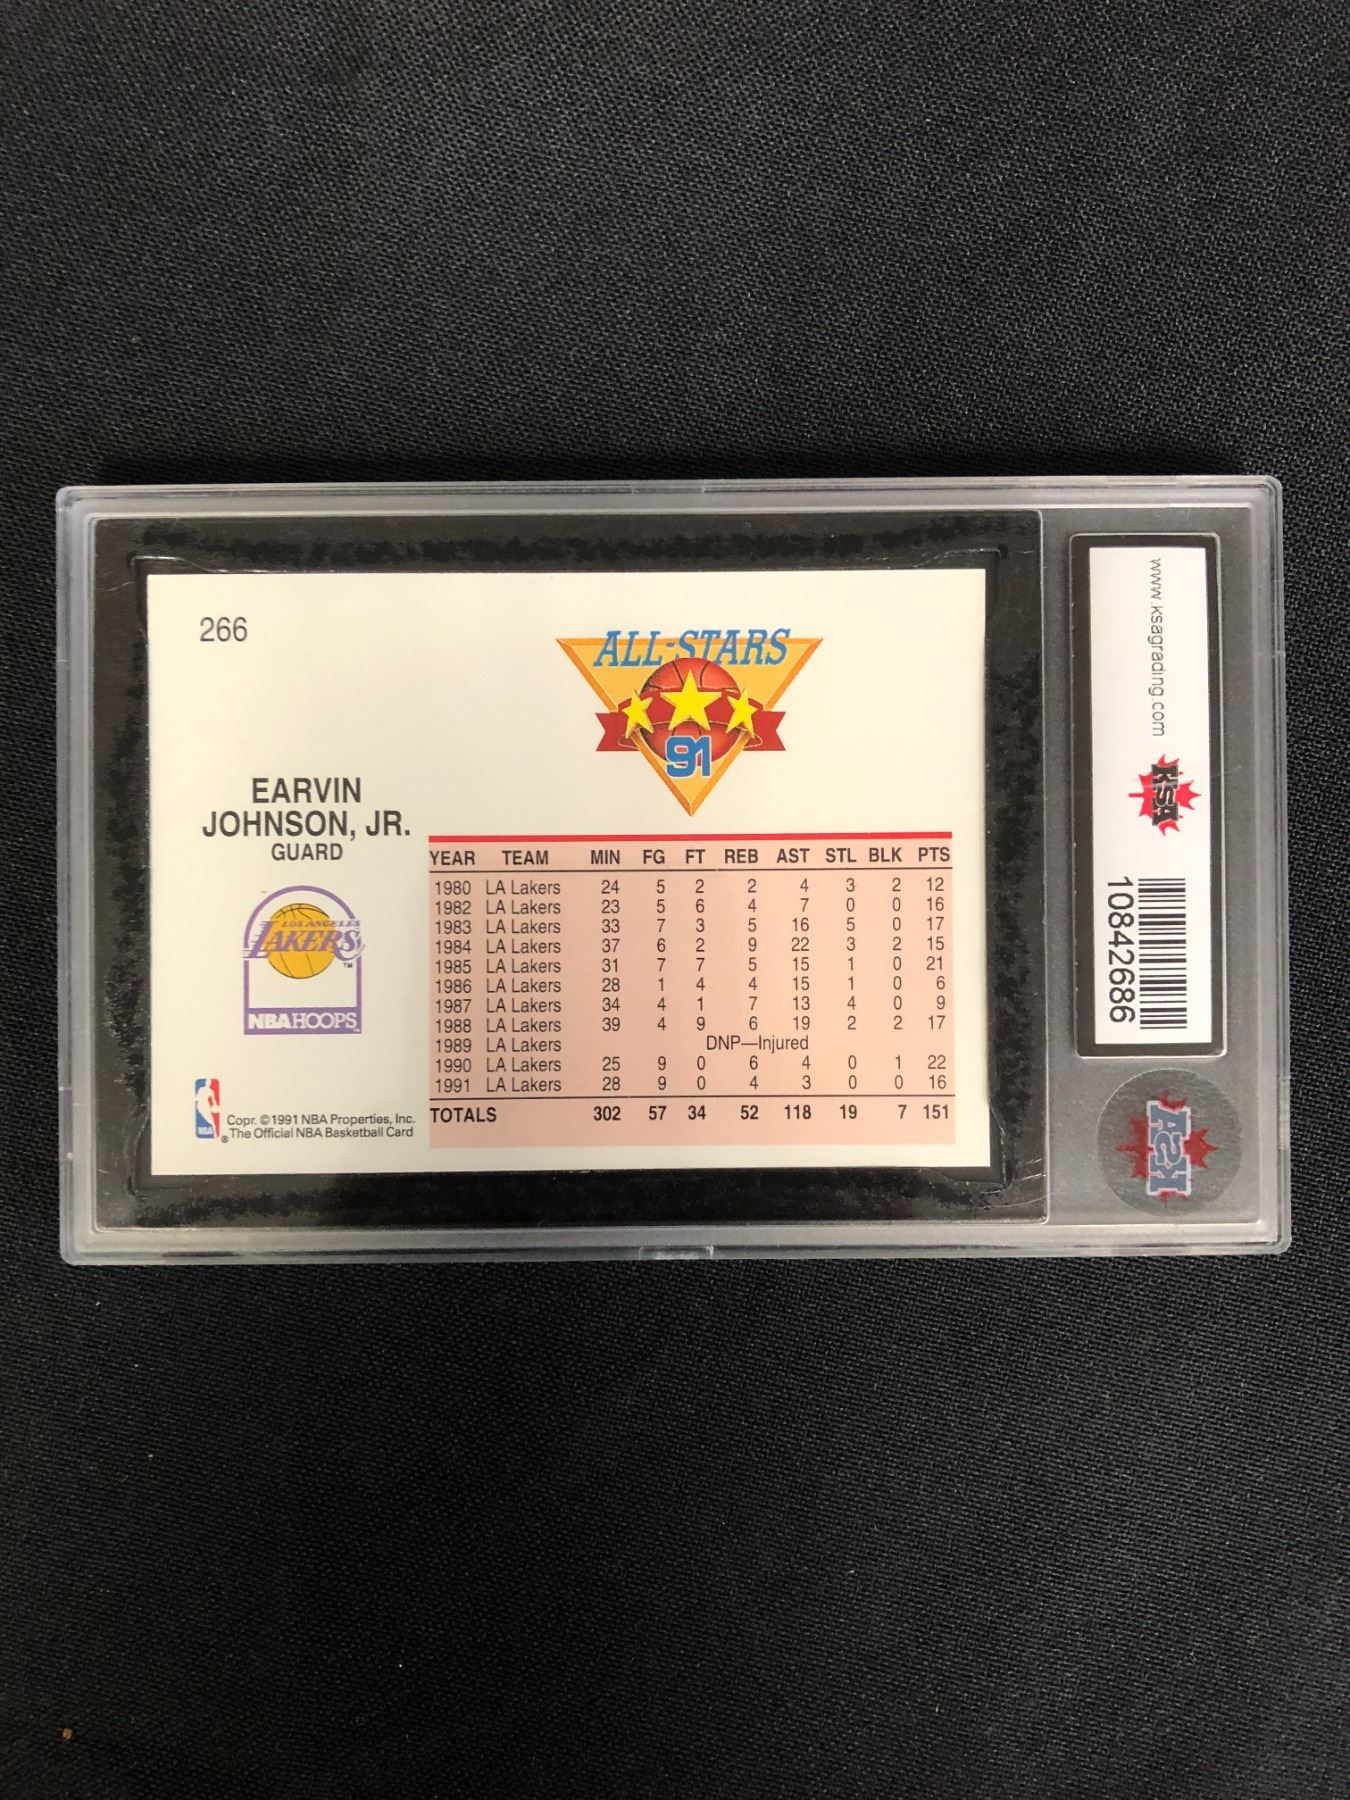 266
ALL-STARS
91
EARVIN
JOHNSON, JR.
GUARD
LOS ANGELES
LAKERS
TM
NBA HOOPS
NBA
Copr. ©1991 NBA Properties, Inc.
® The Official NBA Basketball Card
YEAR TEAM MIN FG FT REB AST STL BLK PTS
1980 LA Lakers 24 5 2 2 4 3 2 12
1982 LA Lakers 23 5 6 4 7 0 0 16
1983 LA Lakers 33 7 3 5 16 5 0 17
1984 LA Lakers 37 6 2 9 22 3 2 15
1985 LA Lakers 31 7 7 5 15 1 0 21
1986 LA Lakers 28 1 4 4 15 1 0 6
1987 LA Lakers 34 4 1 7 13 4 0 9
1988 LA Lakers 39 4 9 6 19 2 2 17
1989 LA Lakers DNP—Injured
1990 LA Lakers 25 9 0 6 4 0 1 22
1991 LA Lakers 28 9 0 4 3 0 0 16
TOTALS 302 57 34 52 118 19 7 151
www.ksagrading.com
KSA
10842686
KSA